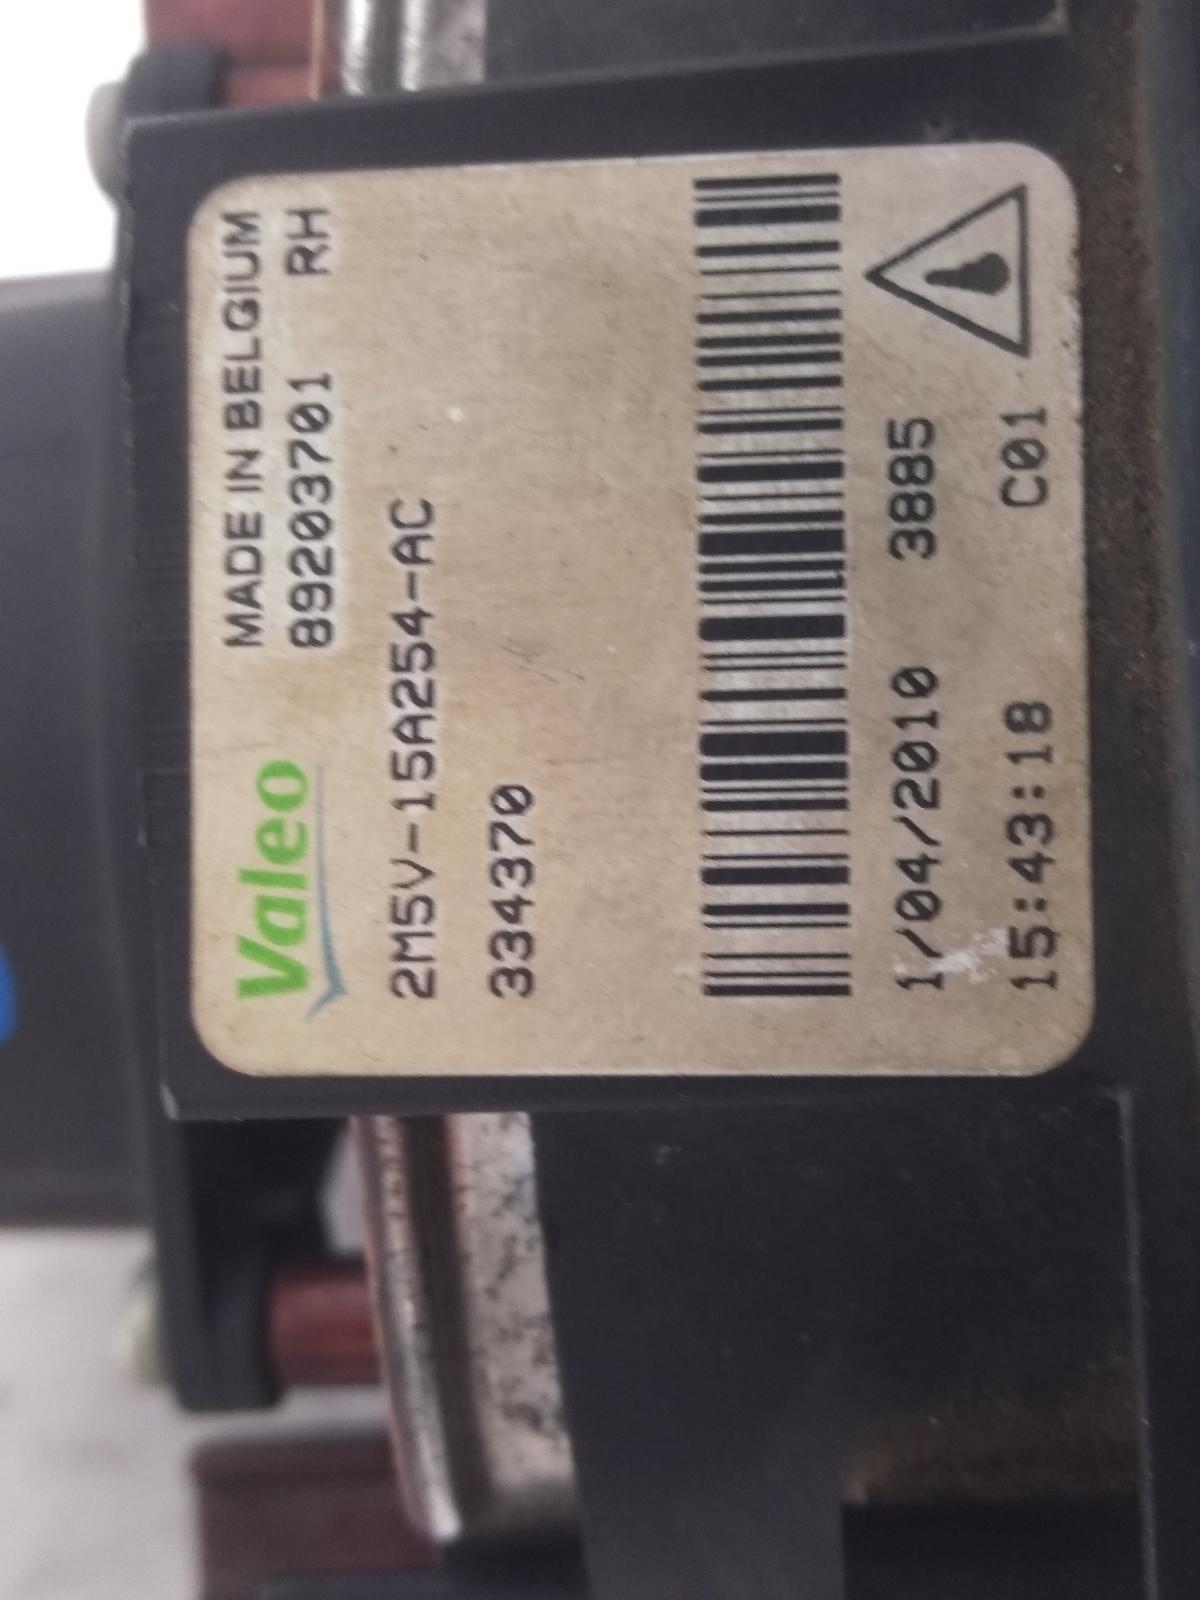 Valeo
MADE IN BELGIUM
89203701 RH
2M5V-15A254-AC
334370
1/04/2010 3885
15:43:18 C01